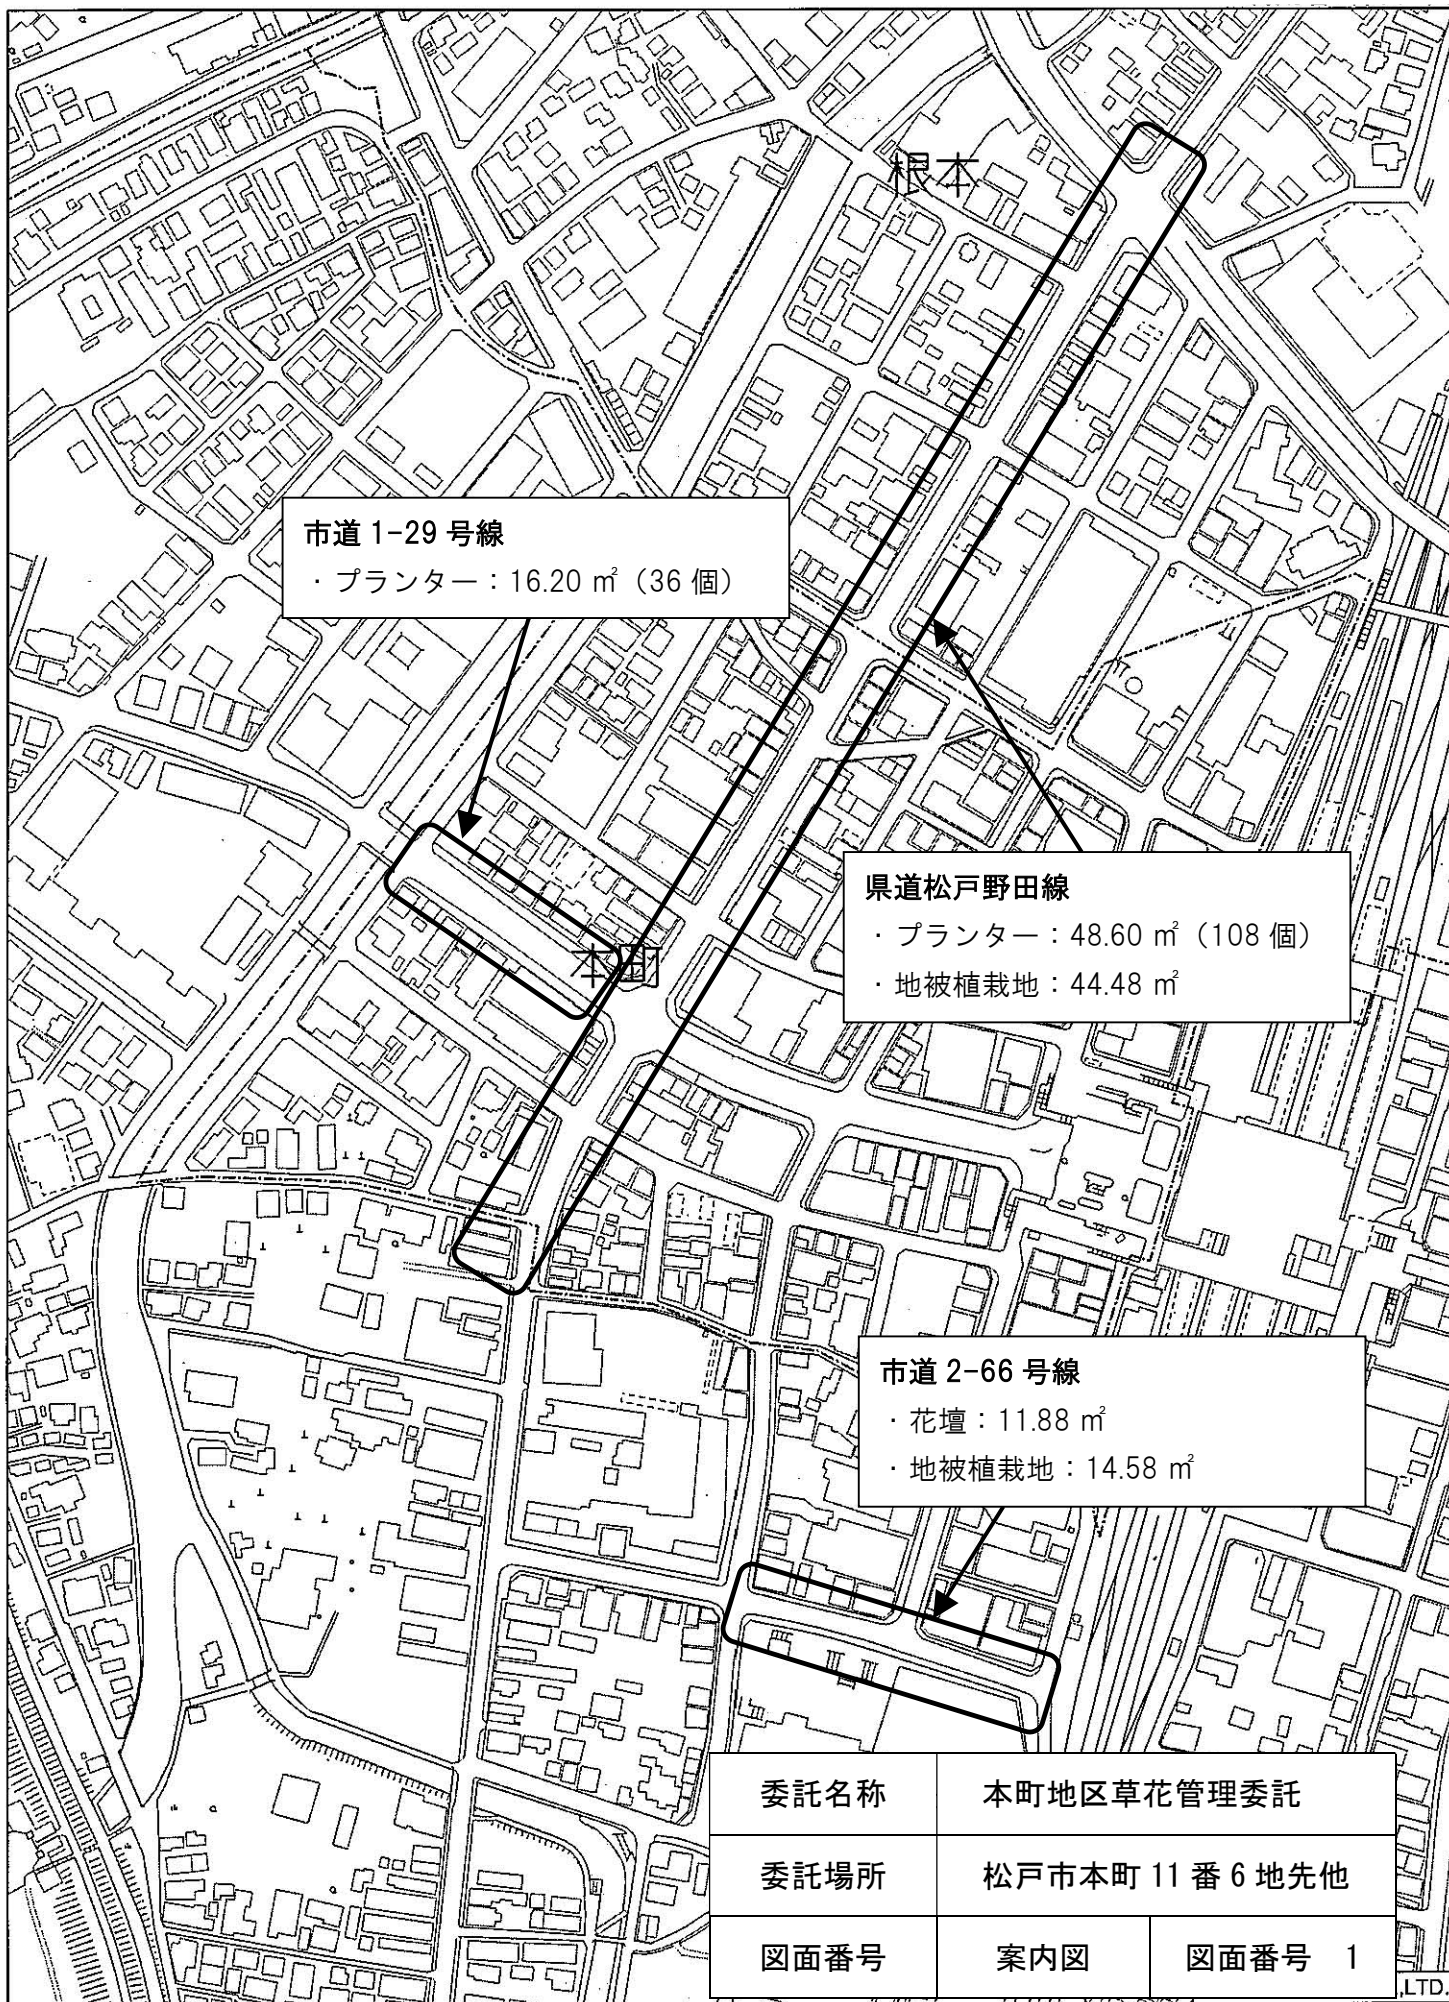 根本
市道 1-29 号線
・プランター：16.20 ㎡（36 個）
県道松戸野田線
・プランター：48.60 ㎡（108 個）
・地被植栽地：44.48 ㎡
本町
市道 2-66 号線
・花壇：11.88 ㎡
・地被植栽地：14.58 ㎡
委託名称 本町地区草花管理委託
委託場所 松戸市本町 11 番 6 地先他
図面番号 案内図 図面番号 1
,LTD.